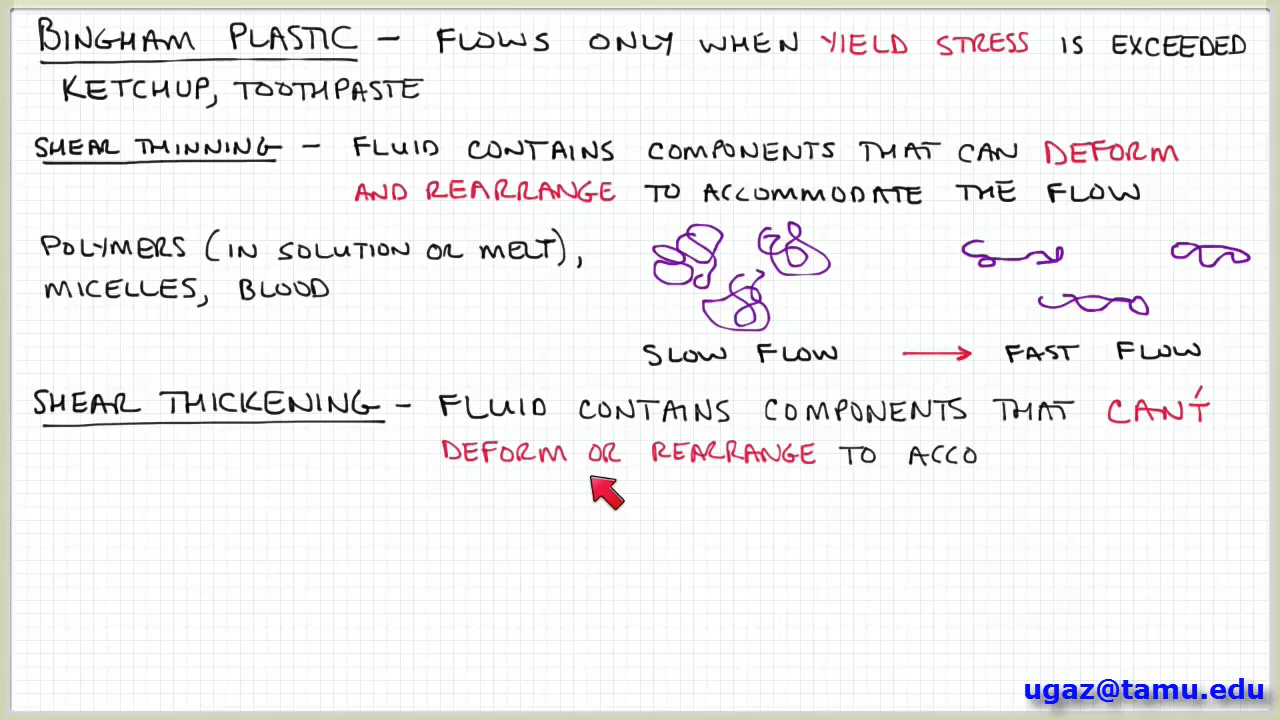 BINGHAM PLASTIC - FLOWS ONLY WHEN YIELD STRESS IS EXCEEDED
KETCHUP, TOOTHPASTE
SHEAR THINNING - FLUID CONTAINS COMPONENTS THAT CAN DEFORM
AND REARRANGE TO ACCOMMODATE THE FLOW
POLYMERS (IN SOLUTION OR MELT),
MICELLES, BLOOD
SLOW FLOW → FAST FLOW
SHEAR THICKENING - FLUID CONTAINS COMPONENTS THAT CAN'T
DEFORM OR REARRANGE TO ACCO
ugaz@tamu.edu